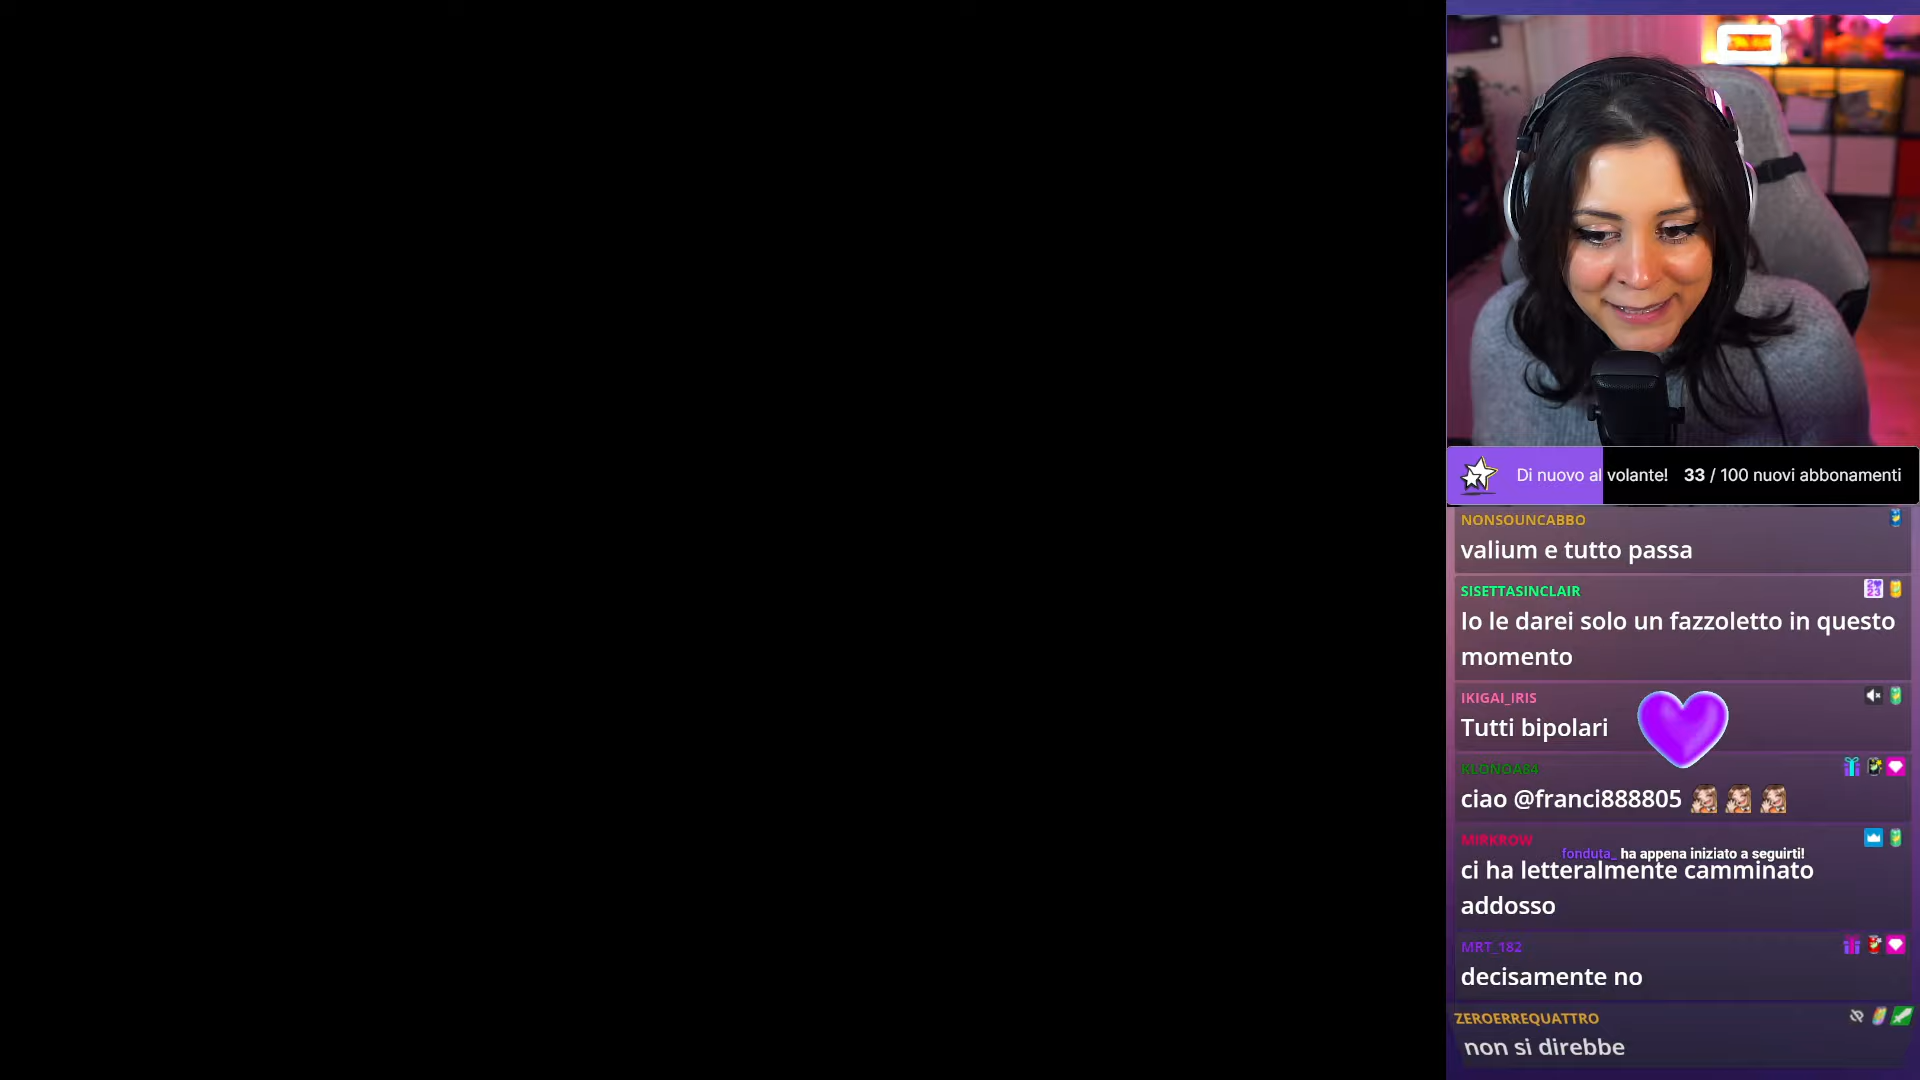 Di nuovo al volante! 33 / 100 nuovi abbonamenti
NONSOUNCABBO
valium e tutto passa
SISETTASINCLAIR
Io le darei solo un fazzoletto in questo
momento
IKIGAI_IRIS
Tutti bipolari
KLONGA84
ciao @franci888805
MIRKROW
fonduta_ ha appena iniziato a seguirti!
ci ha letteralmente camminato
addosso
MRT_182
decisamente no
ZEROERREQUATTRO
non si direbbe